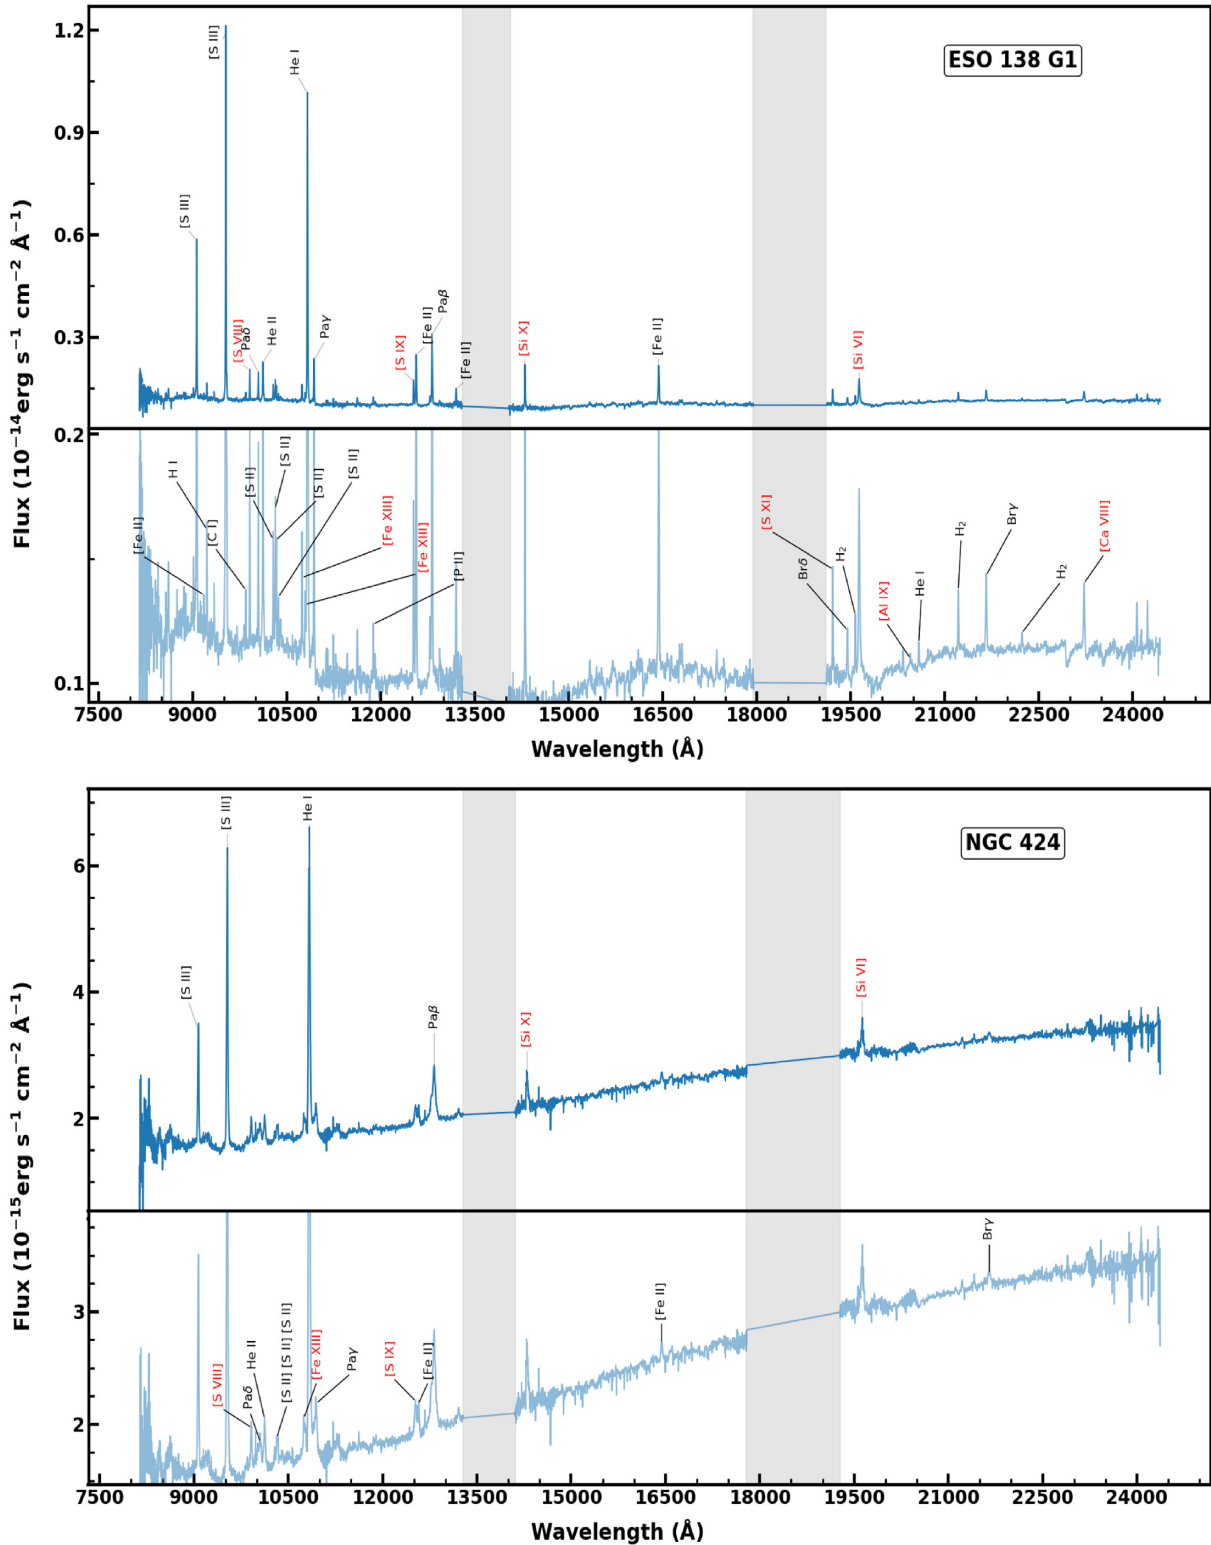 ESO 138 G1
1.2
0.9
0.6
0.3
[S III]
[S III]
[S VIII]
Paδ
He II
He I
Paγ
[S IX]
[Fe II]
Paβ
[Fe II]
[Si X]
[Fe II]
[Si VI]
Flux (10⁻¹⁴erg s⁻¹ cm⁻² Å⁻¹)
0.2
0.1
[Fe II]
H I
[C I]
[S II]
[S II]
[S II]
[S II]
[Fe XIII]
[Fe XIII]
[P II]
[S XI]
Brδ
H₂
[Al IX]
He I
H₂
Brγ
H₂
[Ca VIII]
7500 9000 10500 12000 13500 15000 16500 18000 19500 21000 22500 24000
Wavelength (Å)
NGC 424
6
4
2
[S III]
[S III]
He I
Paβ
[Si X]
[Si VI]
Flux (10⁻¹⁵erg s⁻¹ cm⁻² Å⁻¹)
3
2
[S VIII]
Paδ
He II
[S II] [S II] [S II]
[Fe XIII]
Paγ
[S IX]
[Fe II]
[Fe II]
Brγ
7500 9000 10500 12000 13500 15000 16500 18000 19500 21000 22500 24000
Wavelength (Å)